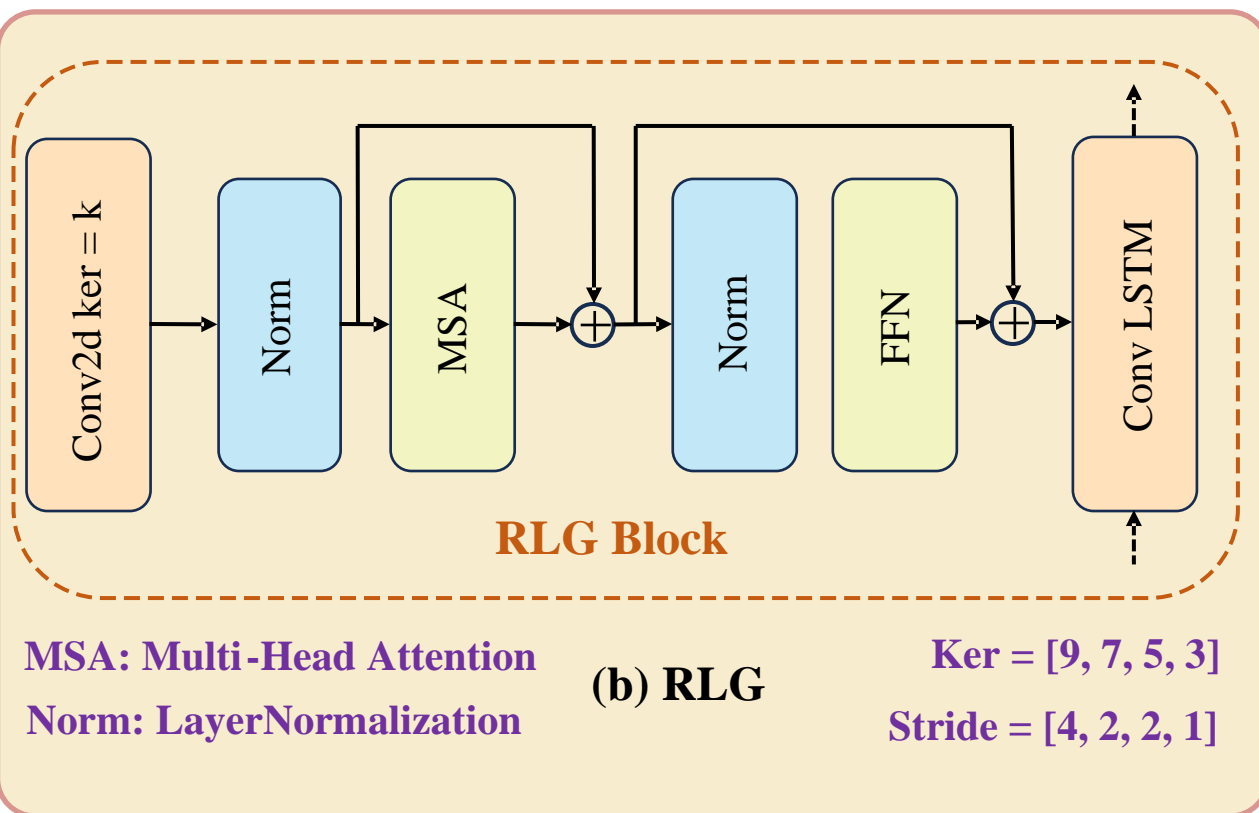 Conv2d ker = k
Norm
MSA
Norm
FFN
Conv LSTM
RLG Block
MSA: Multi-Head Attention
Norm: LayerNormalization
(b) RLG
Ker = [9, 7, 5, 3]
Stride = [4, 2, 2, 1]